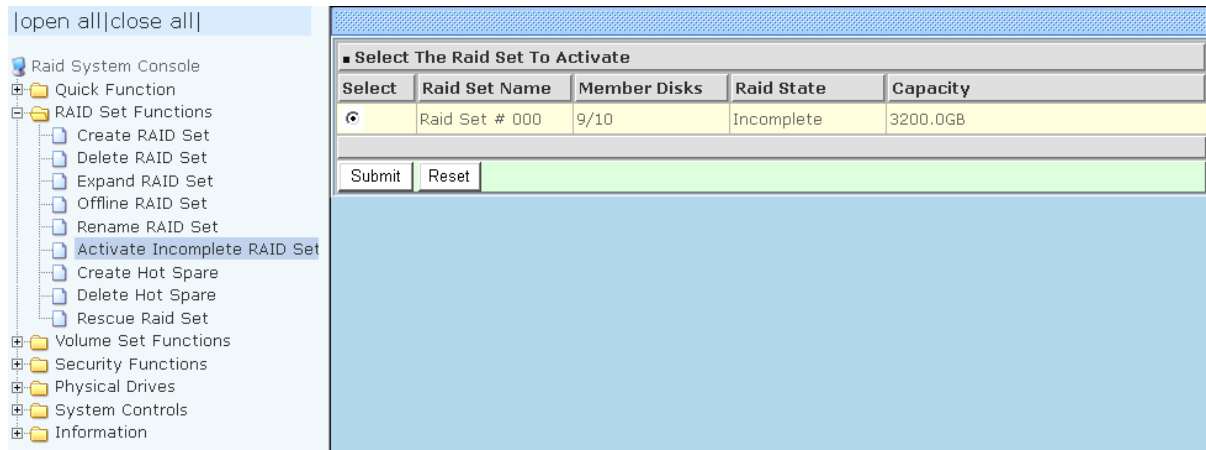 |open all|close all|
Raid System Console
Quick Function
RAID Set Functions
Create RAID Set
Delete RAID Set
Expand RAID Set
Offline RAID Set
Rename RAID Set
Activate Incomplete RAID Set
Create Hot Spare
Delete Hot Spare
Rescue Raid Set
Volume Set Functions
Security Functions
Physical Drives
System Controls
Information
Select The Raid Set To Activate
Select Raid Set Name Member Disks Raid State Capacity
Raid Set # 000 9/10 Incomplete 3200.0GB
Submit Reset